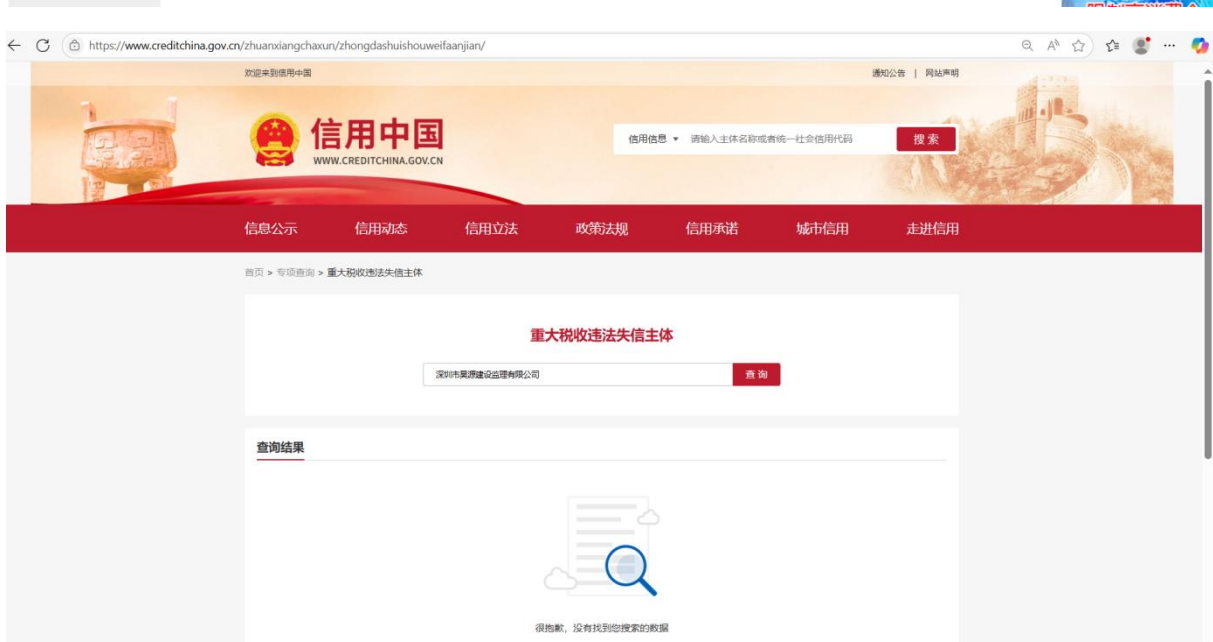 https://www.creditchina.gov.cn/zhuanxiangchaxun/zhongdashuishouweifaanjian/
欢迎来到信用中国
通知公告 | 网站声明
信用中国
WWW.CREDITCHINA.GOV.CN
信用信息 请输入主体名称或者统一社会信用代码 搜索
信息公示 信用动态 信用立法 政策法规 信用承诺 城市信用 走进信用
首页 > 专项查询 > 重大税收违法失信主体
重大税收违法失信主体
深圳市昊源建设监理有限公司 查询
查询结果
很抱歉，没有找到您搜索的数据